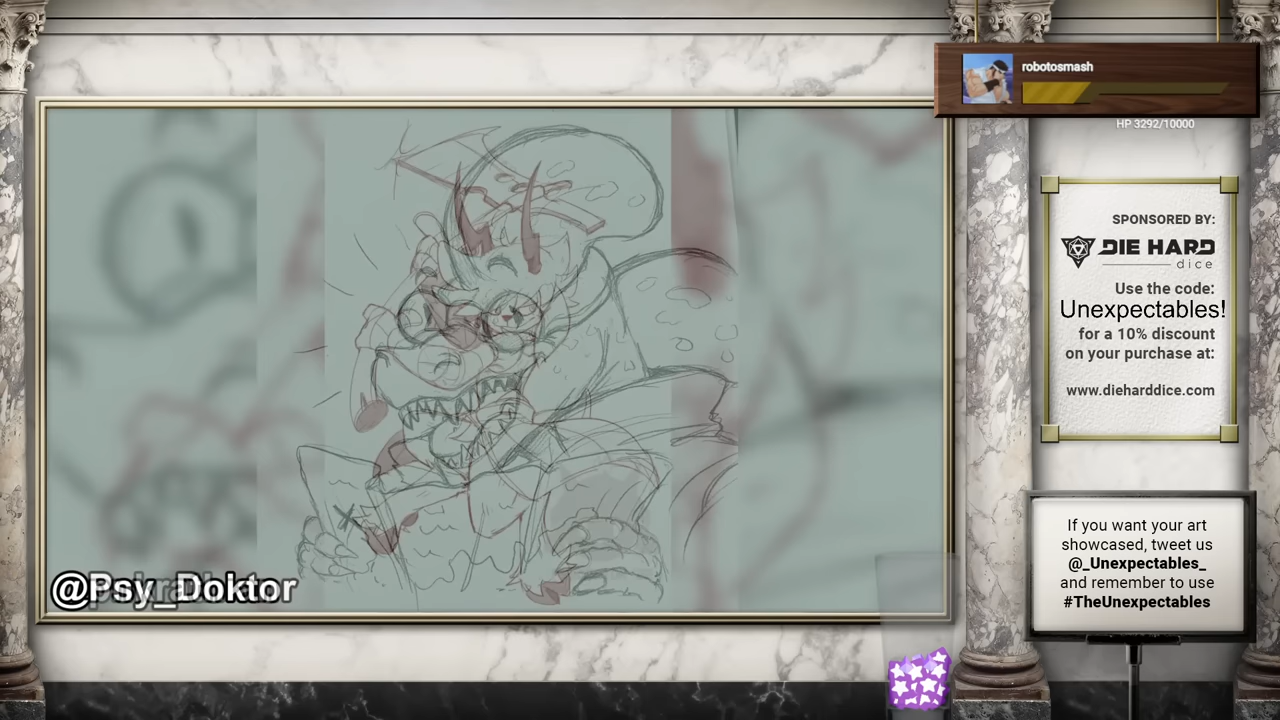 robotosmash
HP 3292/10000
SPONSORED BY:
DIE HARD
dice
Use the code:
Unexpectables!
for a 10% discount
on your purchase at:
www.dieharddice.com
If you want your art
showcased, tweet us
@_Unexpectables_
and remember to use
#TheUnexpectables
@Psy_Doktor